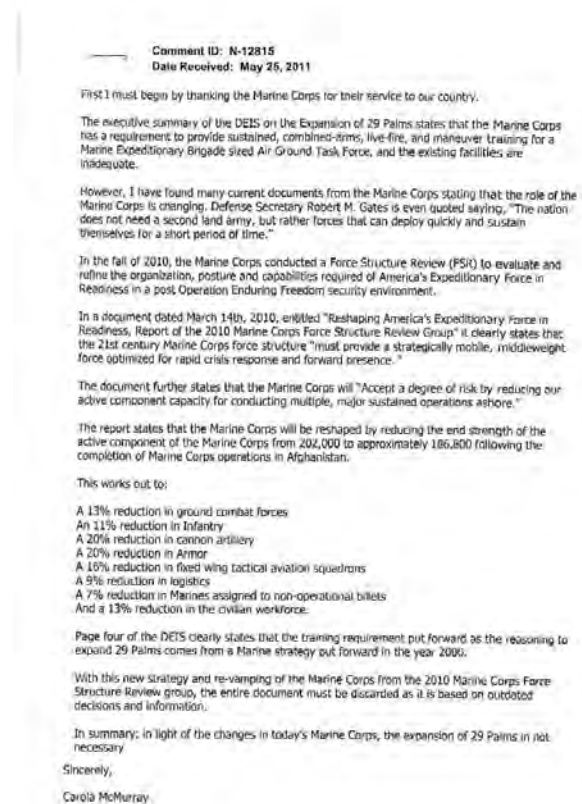 Comment ID: N-12815
Date Received: May 25, 2011
First I must begin by thanking the Marine Corps for their service to our country.
The executive summary of the DEIS on the Expansion of 29 Palms states that the Marine Corps
has a requirement to provide sustained, combined-arms, live-fire, and maneuver training for a
Marine Expeditionary Brigade sized Air Ground Task Force, and the existing facilities are
inadequate.
However, I have found many current documents from the Marine Corps stating that the role of the
Marine Corps is changing. Defense Secretary Robert M. Gates is even quoted saying, "The nation
does not need a second land army, but rather forces that can deploy quickly and sustain
themselves for a short period of time."
In the fall of 2010, the Marine Corps conducted a Force Structure Review (FSR) to evaluate and
refine the organization, posture and capabilities required of America's Expeditionary Force in
Readiness in a post Operation Enduring Freedom security environment.
In a document dated March 14th, 2010, entitled "Reshaping America's Expeditionary Force in
Readiness, Report of the 2010 Marine Corps Force Structure Review Group" it clearly states that
the 21st century Marine Corps force structure "must provide a strategically mobile, middleweight
force optimized for rapid crisis response and forward presence. "
The document further states that the Marine Corps will "Accept a degree of risk by reducing our
active component capacity for conducting multiple, major sustained operations ashore."
The report states that the Marine Corps will be reshaped by reducing the end strength of the
active component of the Marine Corps from 202,000 to approximately 186,800 following the
completion of Marine Corps operations in Afghanistan.
This works out to:
A 13% reduction in ground combat forces
An 11% reduction in Infantry
A 20% reduction in cannon artillery
A 20% reduction in Armor
A 16% reduction in fixed wing tactical aviation squadrons
A 9% reduction in logistics
A 7% reduction in Marines assigned to non-operational billets
And a 13% reduction in the civilian workforce.
Page four of the DEIS clearly states that the training requirement put forward as the reasoning to
expand 29 Palms comes from a Marine strategy put forward in the year 2000.
With this new strategy and re-vamping of the Marine Corps from the 2010 Marine Corps Force
Structure Review group, the entire document must be discarded as it is based on outdated
decisions and information.
In summary: in light of the changes in today's Marine Corps, the expansion of 29 Palms in not
necessary
Sincerely,
Carola McMurray